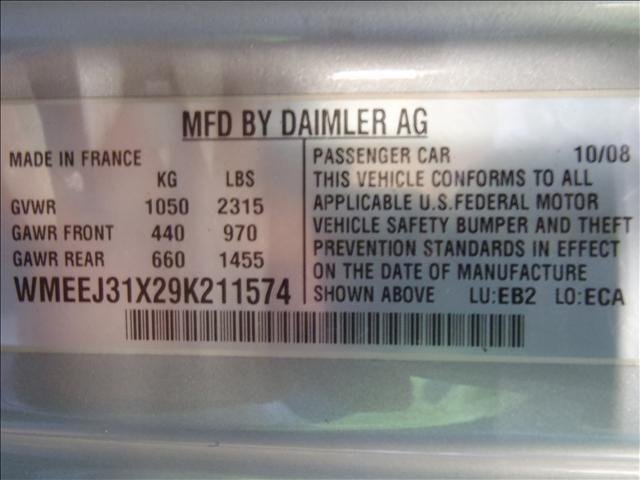 MFD BY DAIMLER AG
MADE IN FRANCE
KG LBS
GVWR 1050 2315
GAWR FRONT 440 970
GAWR REAR 660 1455
WMEEJ31X29K211574
PASSENGER CAR 10/08
THIS VEHICLE CONFORMS TO ALL
APPLICABLE U.S.FEDERAL MOTOR
VEHICLE SAFETY BUMPER AND THEFT
PREVENTION STANDARDS IN EFFECT
ON THE DATE OF MANUFACTURE
SHOWN ABOVE LU:EB2 LO:ECA